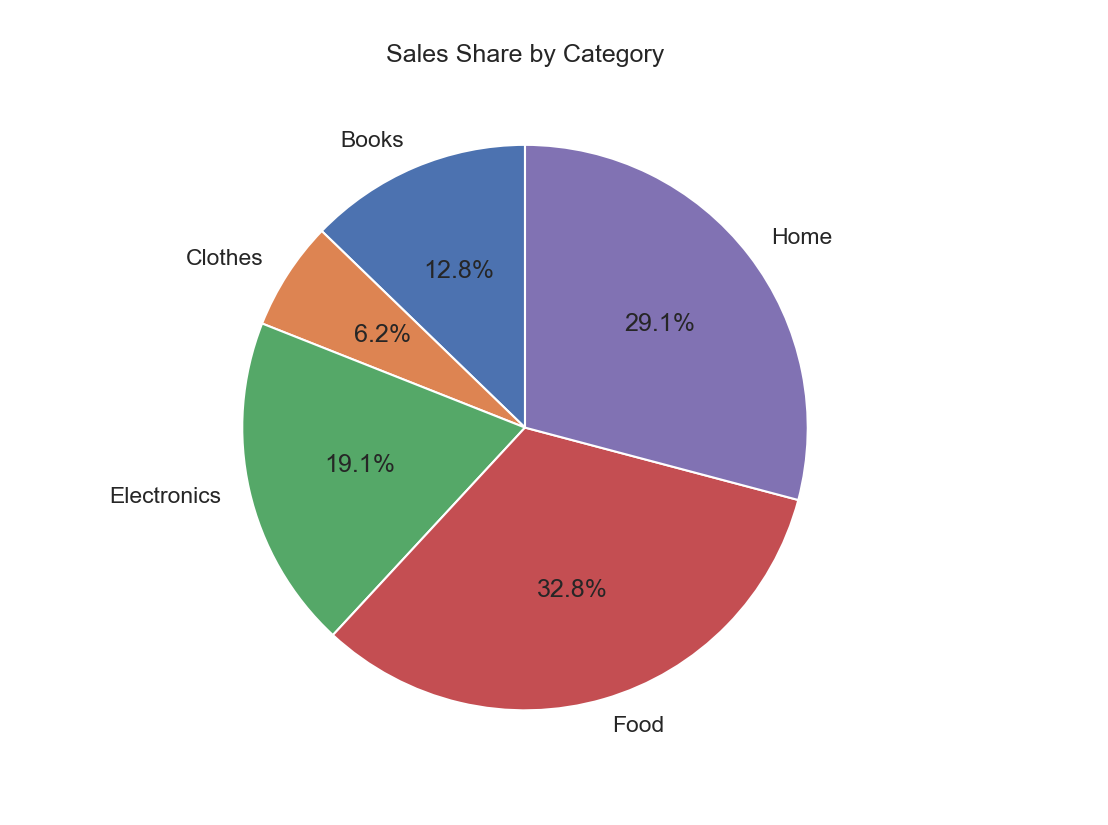 Sales Share by Category
Books
Home
Clothes
12.8%
29.1%
6.2%
19.1%
Electronics
32.8%
Food